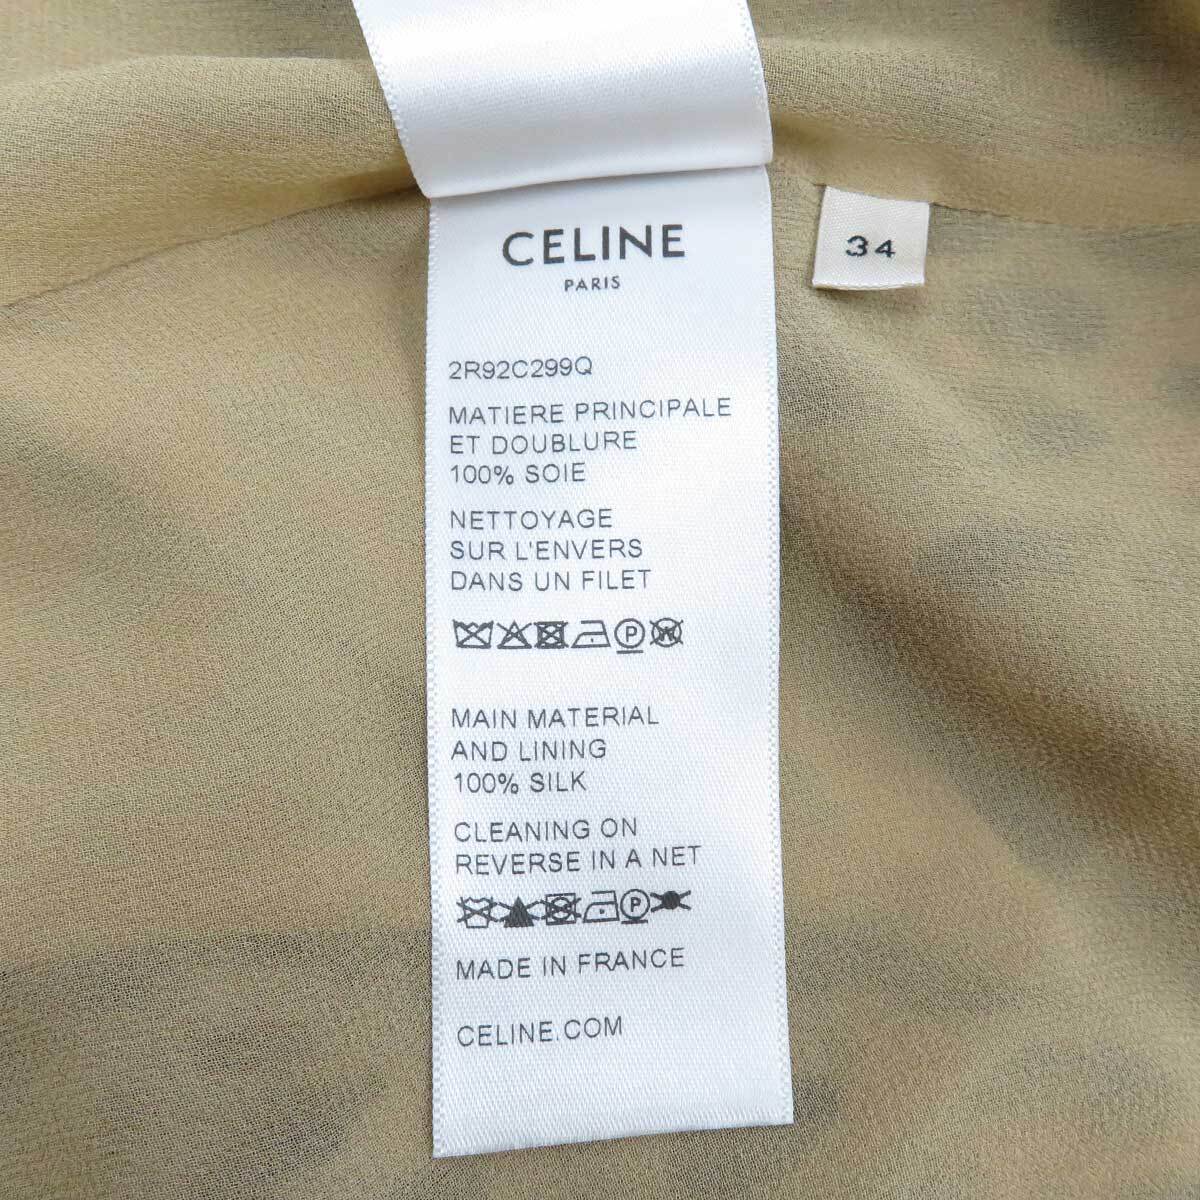 CELINE
PARIS
34
2R92C299Q
MATIERE PRINCIPALE
ET DOUBLURE
100% SOIE
NETTOYAGE
SUR L'ENVERS
DANS UN FILET
P W
MAIN MATERIAL
AND LINING
100% SILK
CLEANING ON
REVERSE IN A NET
P
MADE IN FRANCE
CELINE.COM